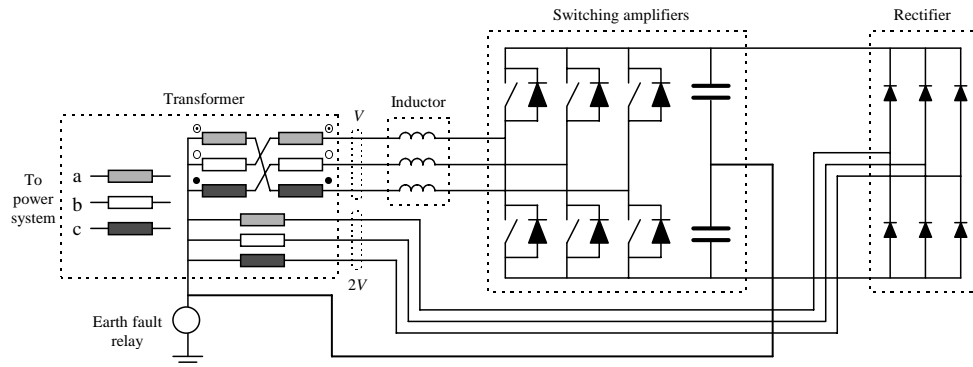 Switching amplifiers
Rectifier
Transformer
Inductor
V
To
power
system
a
b
c
2V
Earth fault
relay